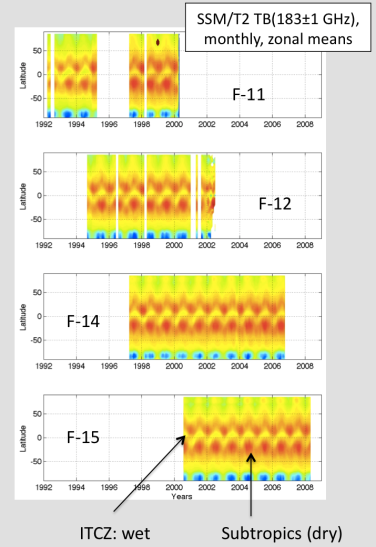 SSM/T2 TB(183±1 GHz),
monthly, zonal means
Latitude
50
0
-50
1992 1994 1996 1998 2000 2002 2004 2006 2008
F-11
Latitude
50
0
-50
1992 1994 1996 1998 2000 2002 2004 2006 2008
F-12
Latitude
50
0
-50
1992 1994 1996 1998 2000 2002 2004 2006 2008
F-14
Latitude
50
0
-50
1992 1994 1996 1998 2000 2002 2004 2006 2008
Years
F-15
ITCZ: wet
Subtropics (dry)